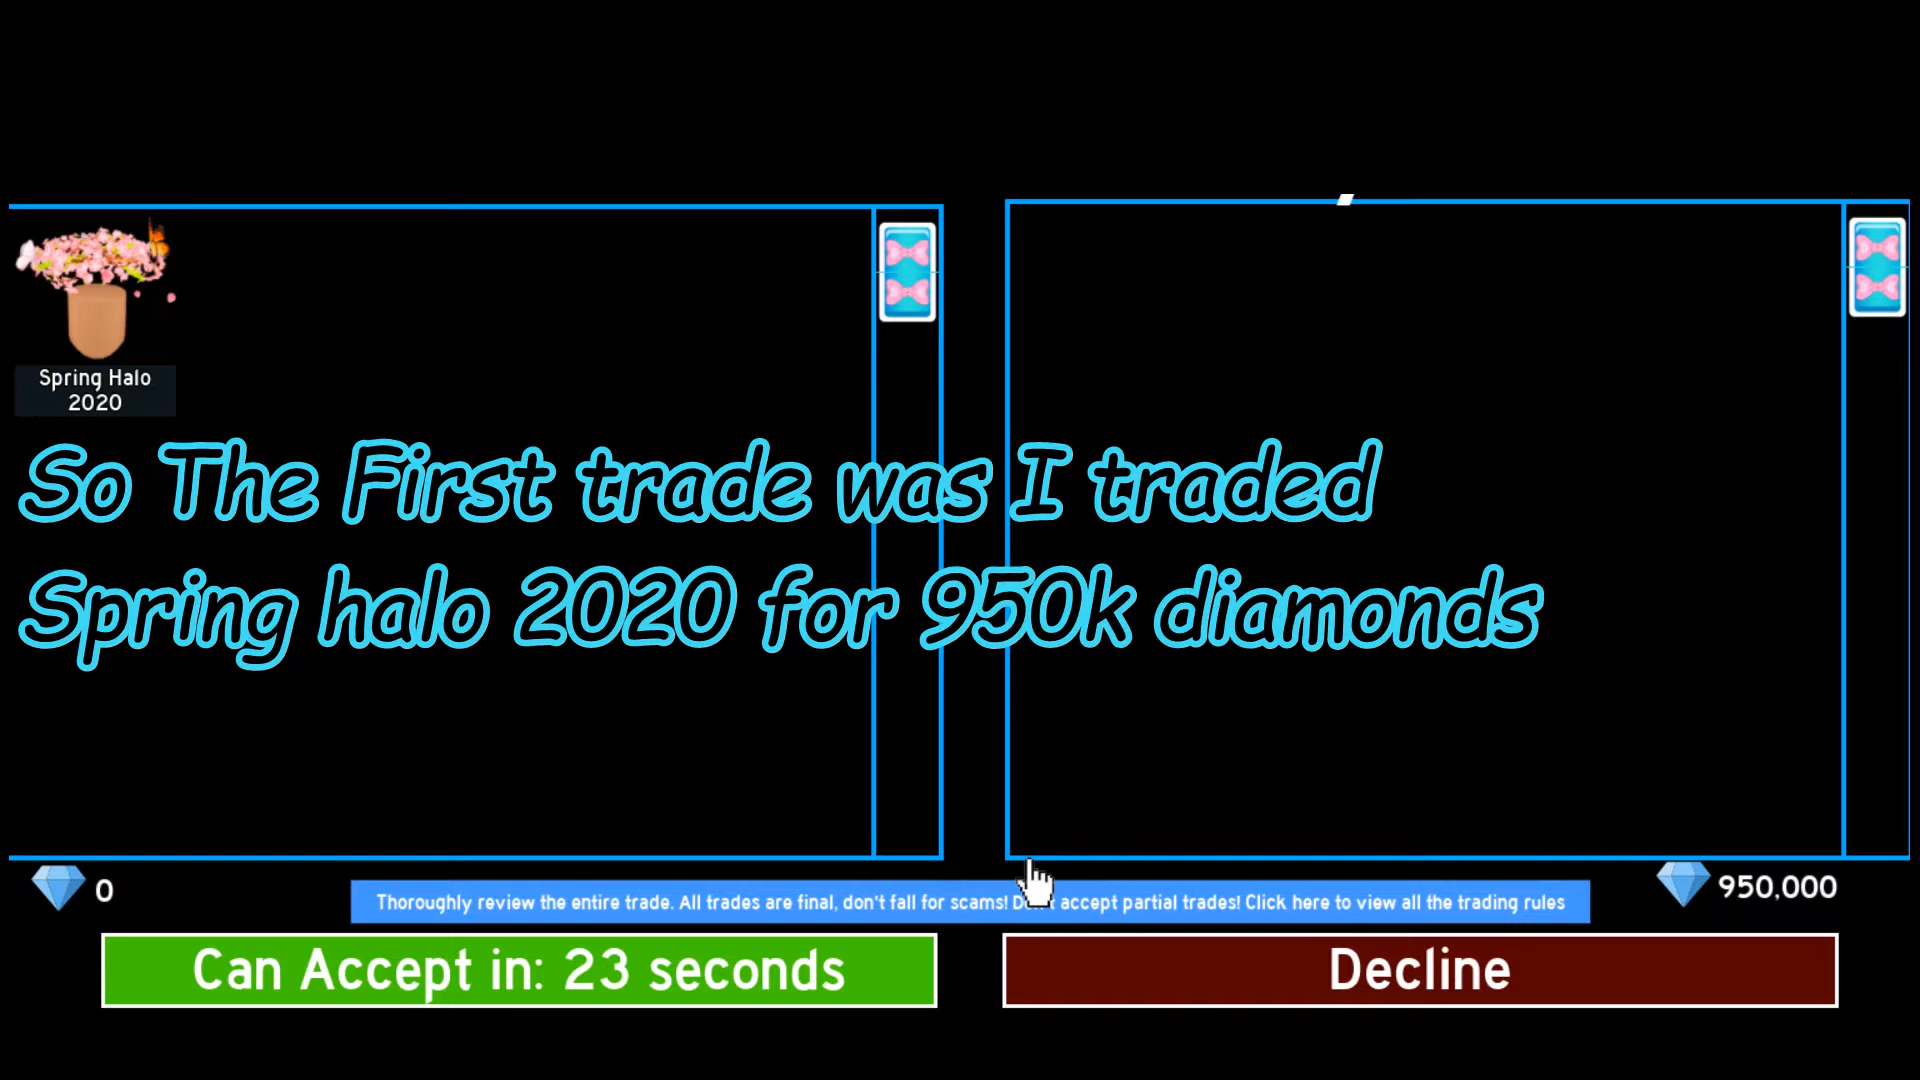 Spring Halo
2020
So The First trade was I traded
Spring halo 2020 for 950k diamonds
0
950,000
Thoroughly review the entire trade. All trades are final, don't fall for scams! D accept partial trades! Click here to view all the trading rules
Can Accept in: 23 seconds
Decline